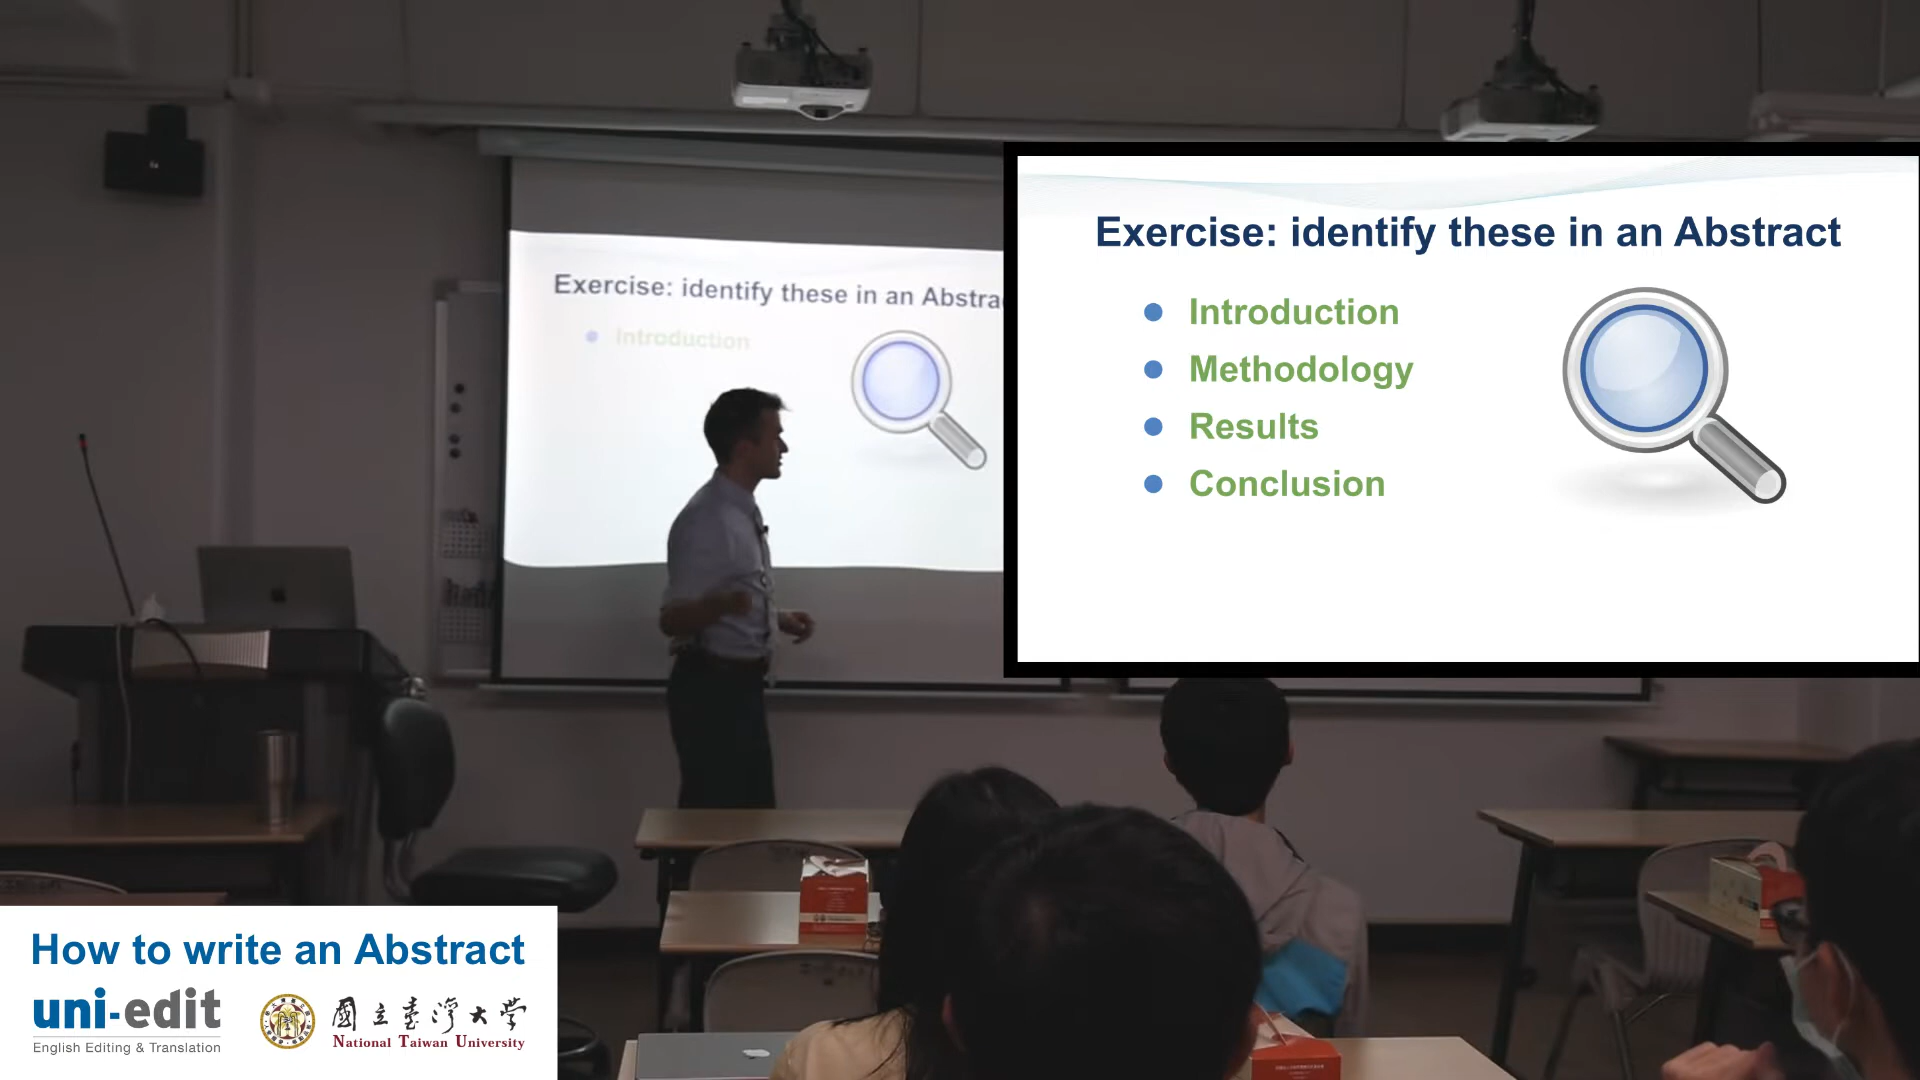 Exercise: identify these in an Abstra
Introduction
Exercise: identify these in an Abstract
Introduction
Methodology
Results
Conclusion
How to write an Abstract
uni-edit
English Editing & Translation
國立臺灣大學
National Taiwan University